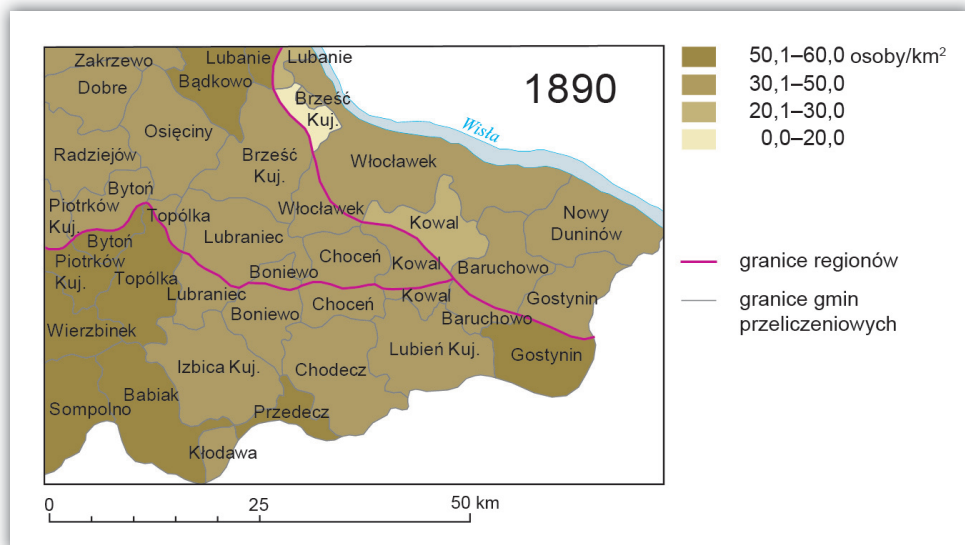 1890
Zakrzewo
Lubanie
Lubanie
Dobre
Bądkowo
Brześć
Kuj.
Wisła
Osięciny
Radziejów
Brześć
Kuj.
Włocławek
Bytoń
Piotrków
Kuj.
Topólka
Włocławek
Kowal
Nowy
Duninów
Bytoń
Lubraniec
Choceń
Piotrków
Kuj.
Topólka
Boniewo
Kowal
Baruchowo
Lubraniec
Boniewo
Choceń
Kowal
Gostynin
Wierzbinek
Baruchowo
Izbica Kuj.
Chodecz
Lubień Kuj.
Gostynin
Babiak
Sompolno
Przedecz
Kłodawa
0 25 50 km
50,1–60,0 osoby/km²
30,1–50,0
20,1–30,0
0,0–20,0
granice regionów
granice gmin
przeliczeniowych